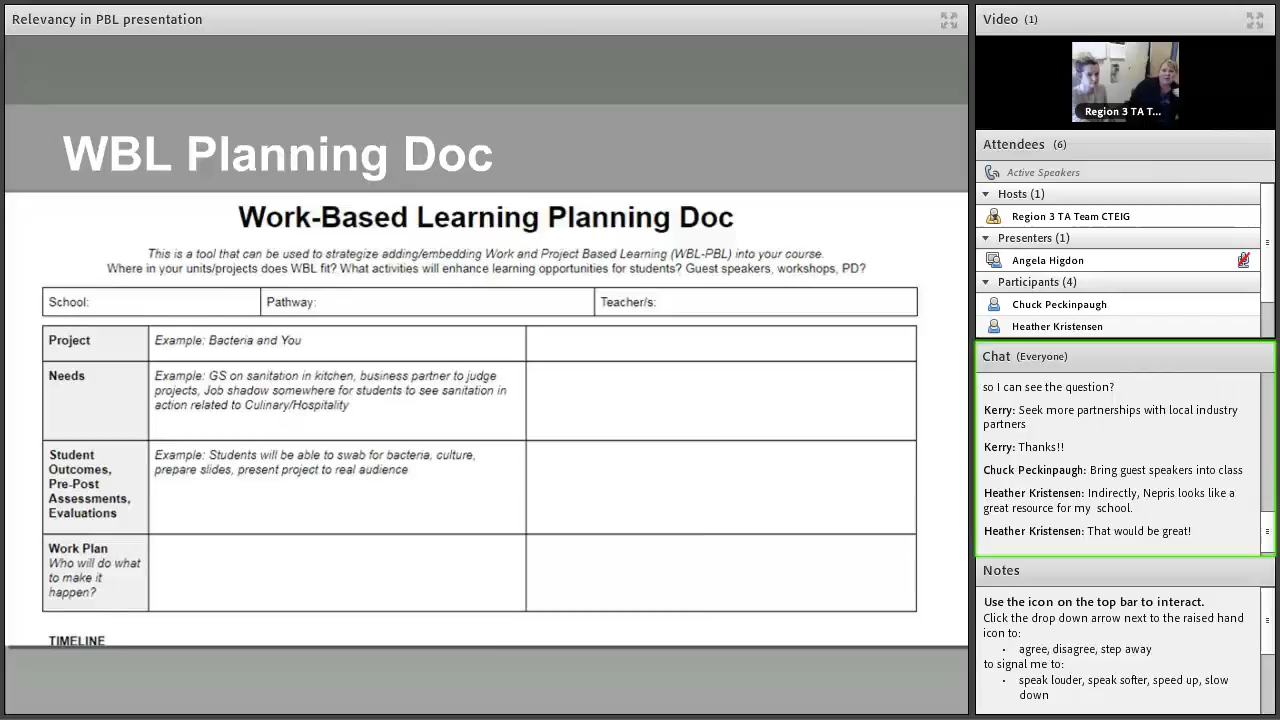 Relevancy in PBL presentation
WBL Planning Doc
Work-Based Learning Planning Doc
This is a tool that can be used to strategize adding/embedding Work and Project Based Learning (WBL-PBL) into your course.
Where in your units/projects does WBL fit? What activities will enhance learning opportunities for students? Guest speakers, workshops, PD?
School:
Pathway:
Teacher/s:
Project
Example: Bacteria and You
Needs
Example: GS on sanitation in kitchen, business partner to judge
projects, Job shadow somewhere for students to see sanitation in
action related to Culinary/Hospitality
Student
Outcomes,
Pre-Post
Assessments,
Evaluations
Example: Students will be able to swab for bacteria, culture,
prepare slides, present project to real audience
Work Plan
Who will do what
to make it
happen?
TIMELINE
Video (1)
Region 3 TA T...
Attendees (6)
Active Speakers
Hosts (1)
Region 3 TA Team CTEIG
Presenters (1)
Angela Higdon
Participants (4)
Chuck Peckinpaugh
Heather Kristensen
Chat (Everyone)
so I can see the question?
Kerry: Seek more partnerships with local industry
partners
Kerry: Thanks!!
Chuck Peckinpaugh: Bring guest speakers into class
Heather Kristensen: Indirectly, Nepris looks like a
great resource for my school.
Heather Kristensen: That would be great!
Notes
Use the icon on the top bar to interact.
Click the drop down arrow next to the raised hand
icon to:
• agree, disagree, step away
to signal me to:
• speak louder, speak softer, speed up, slow
down